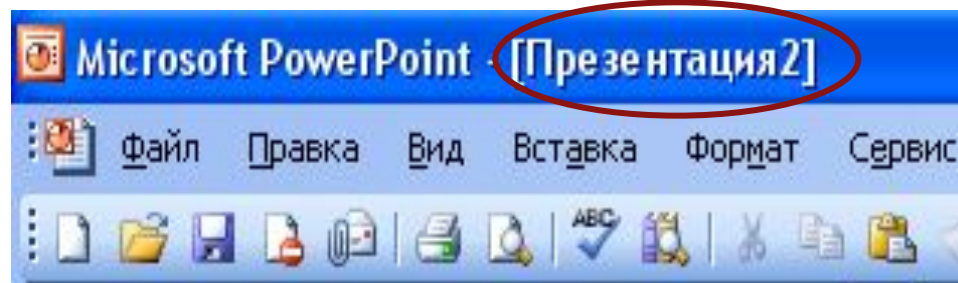 Microsoft PowerPoint - [Презентация2]
Файл Правка Вид Вставка Формат Сервис
ABC